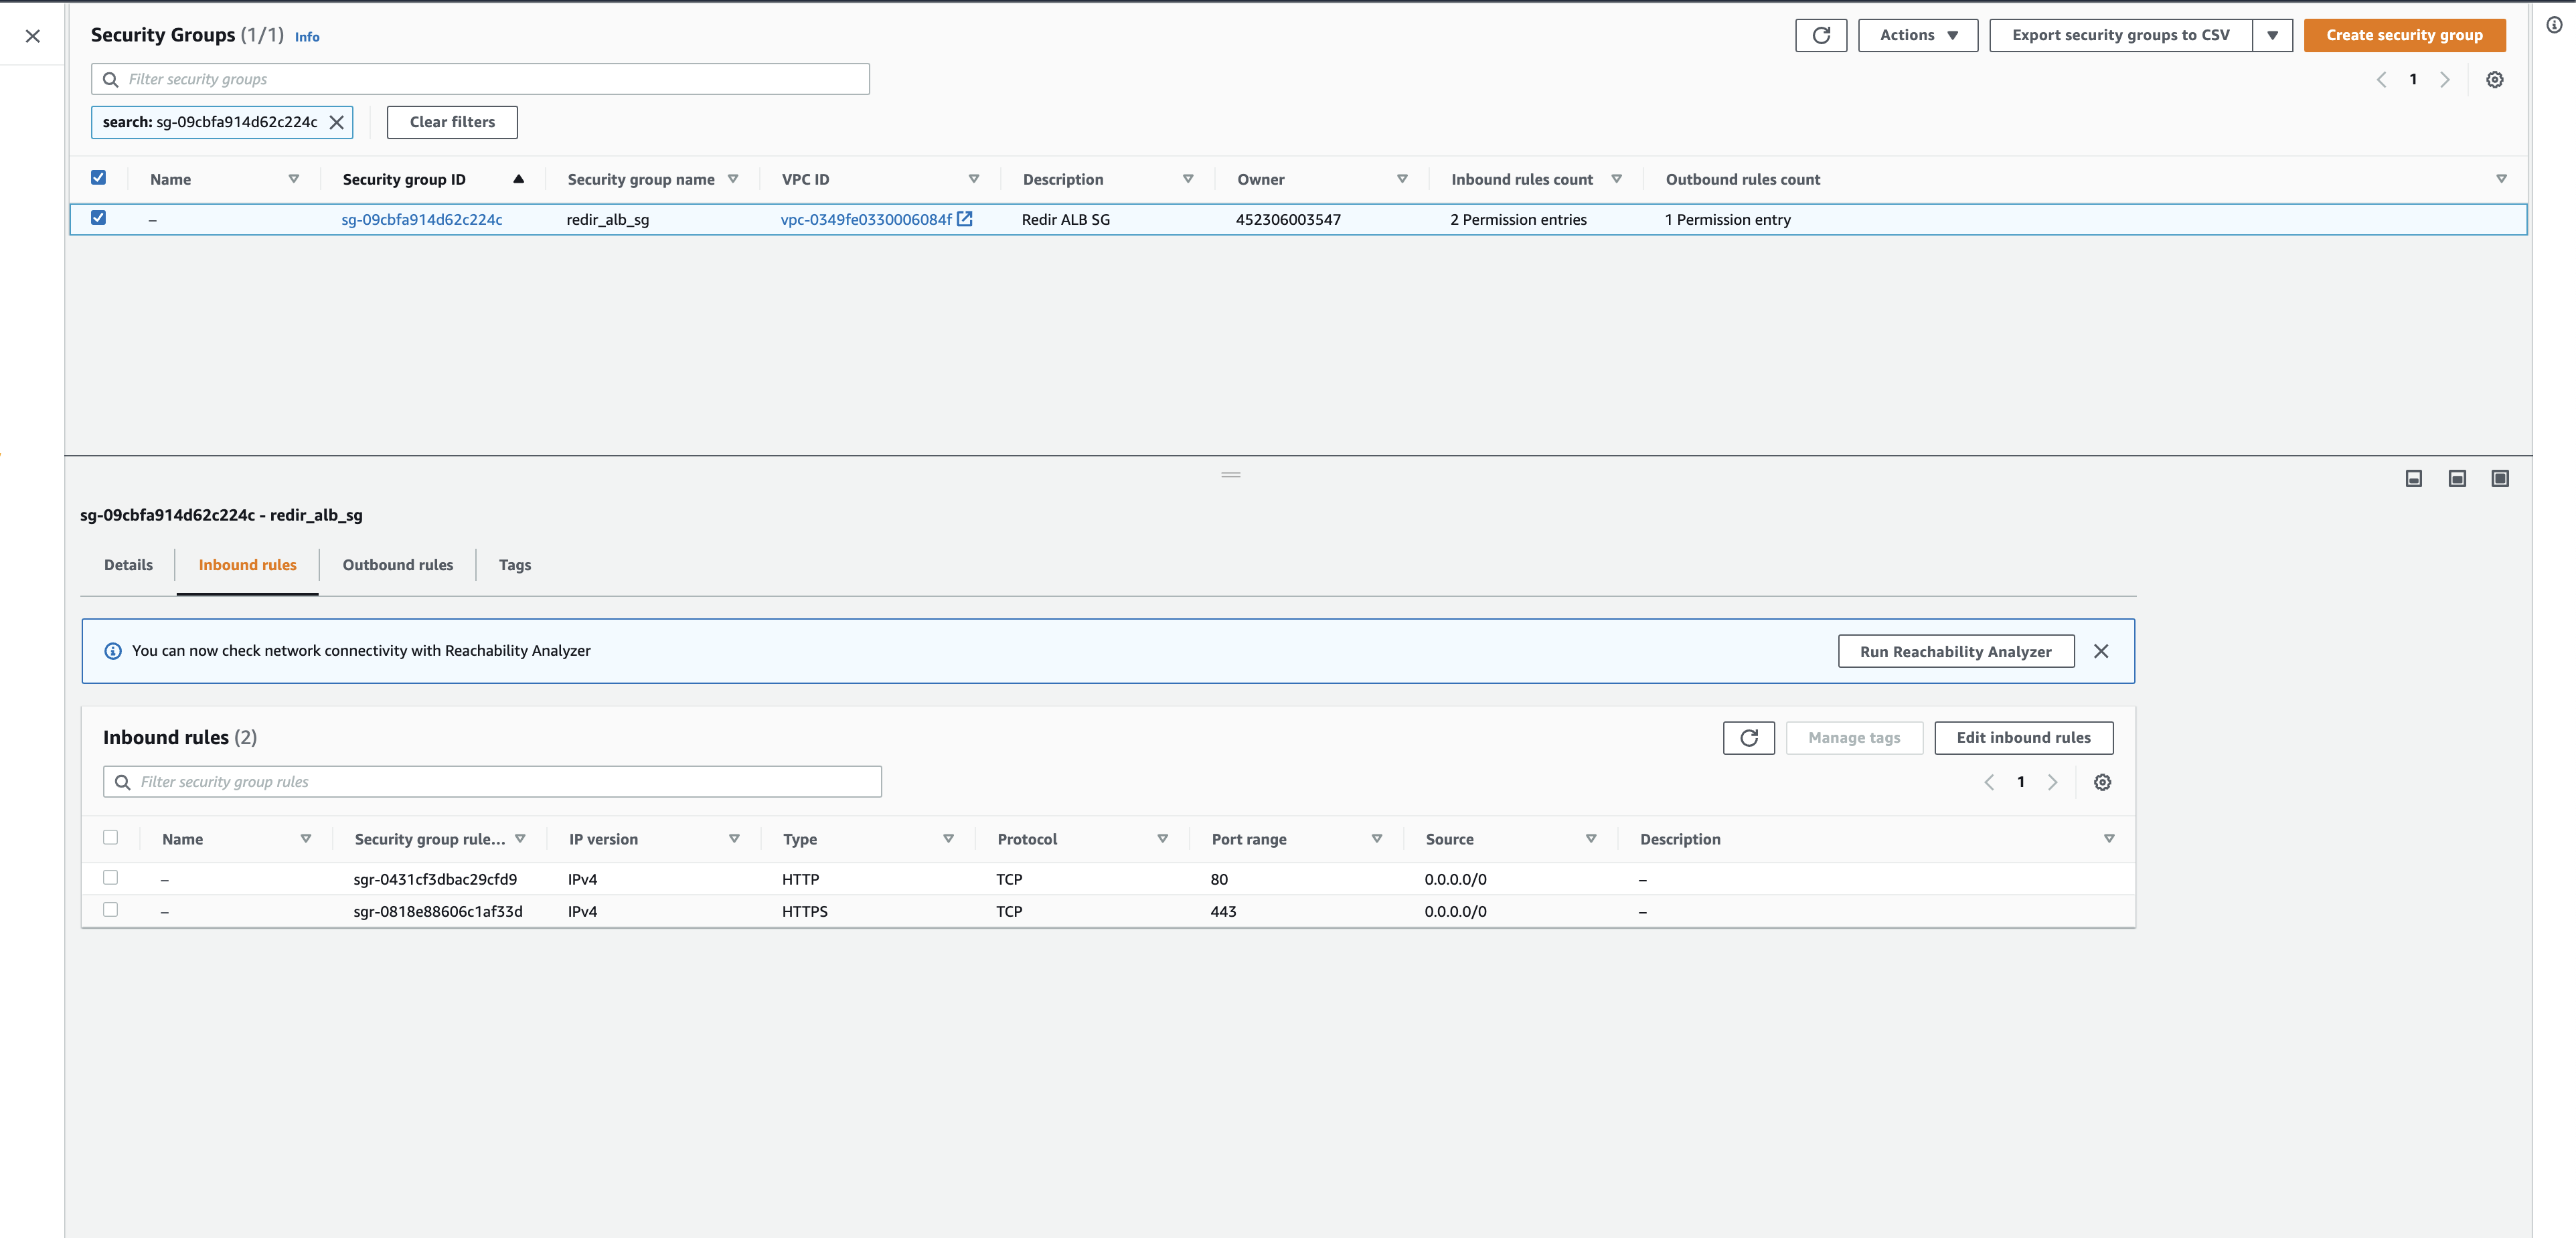 Security Groups (1/1) Info
Actions Export security groups to CSV Create security group
Filter security groups
1
search: sg-09cbfa914d62c224c Clear filters
Name Security group ID Security group name VPC ID Description Owner Inbound rules count Outbound rules count
– sg-09cbfa914d62c224c redir_alb_sg vpc-0349fe0330006084f Redir ALB SG 452306003547 2 Permission entries 1 Permission entry
sg-09cbfa914d62c224c - redir_alb_sg
Details Inbound rules Outbound rules Tags
You can now check network connectivity with Reachability Analyzer Run Reachability Analyzer
Inbound rules (2) Manage tags Edit inbound rules
Filter security group rules
1
Name Security group rule... IP version Type Protocol Port range Source Description
– sgr-0431cf3dbac29cfd9 IPv4 HTTP TCP 80 0.0.0.0/0 –
– sgr-0818e88606c1af33d IPv4 HTTPS TCP 443 0.0.0.0/0 –